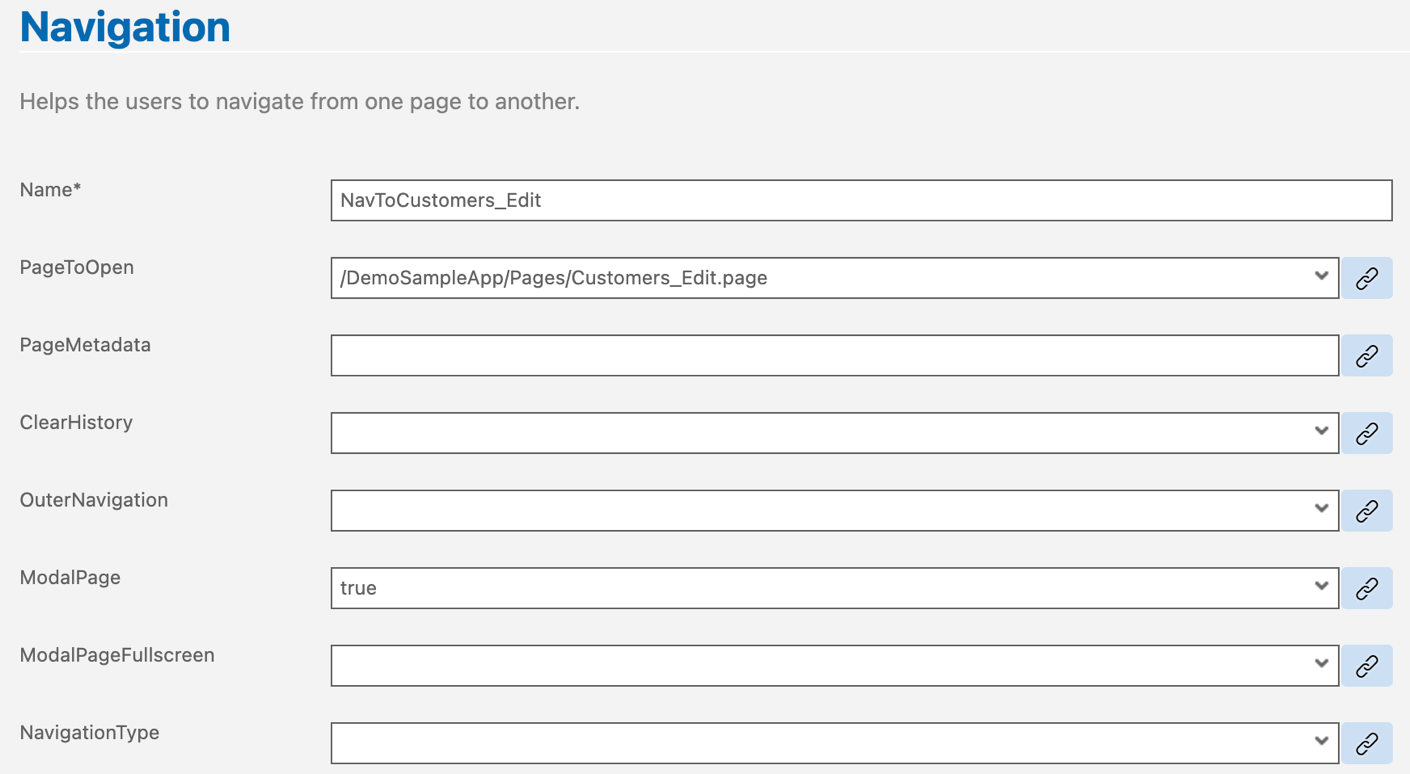 Navigation
Helps the users to navigate from one page to another.
Name*
NavToCustomers_Edit
PageToOpen
/DemoSampleApp/Pages/Customers_Edit.page
PageMetadata
ClearHistory
OuterNavigation
ModalPage
true
ModalPageFullscreen
NavigationType